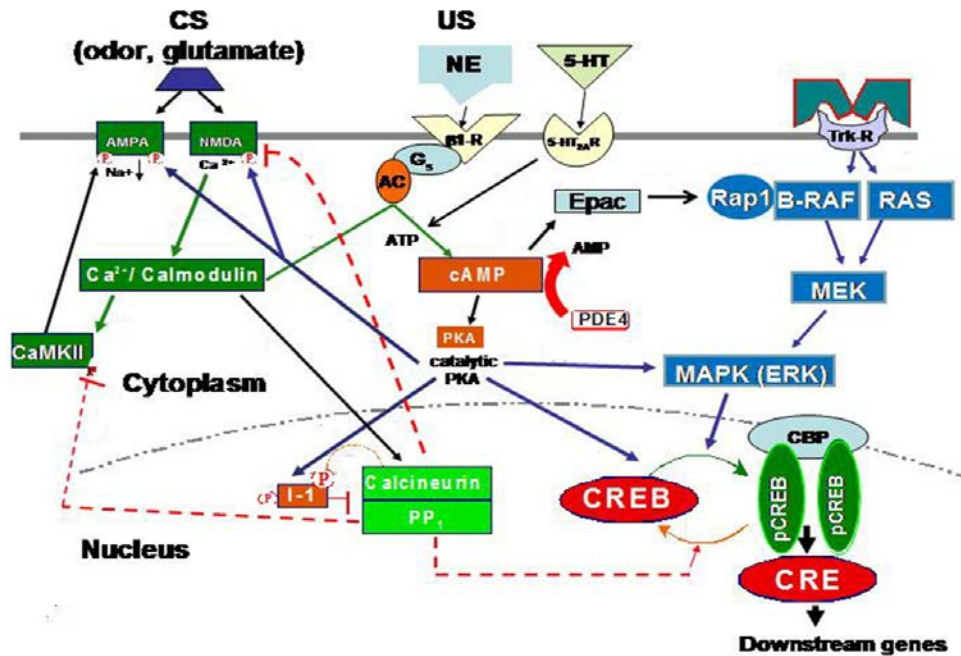 CS
(odor, glutamate)
US
NE
5-HT
AMPA
NMDA
β1-R
5-HT2AR
Trk-R
P
P
Na+
Ca 2+
P
Gs
AC
Epac
Rap1
B-RAF
RAS
ATP
AMP
Ca2+/ Calmodulin
cAMP
PDE4
MEK
CaMKII
P
PKA
catalytic
PKA
MAPK (ERK)
Cytoplasm
CBP
P
I-1
P
Calcineurin
PP1
CREB
pCREB
pCREB
Nucleus
CRE
Downstream genes